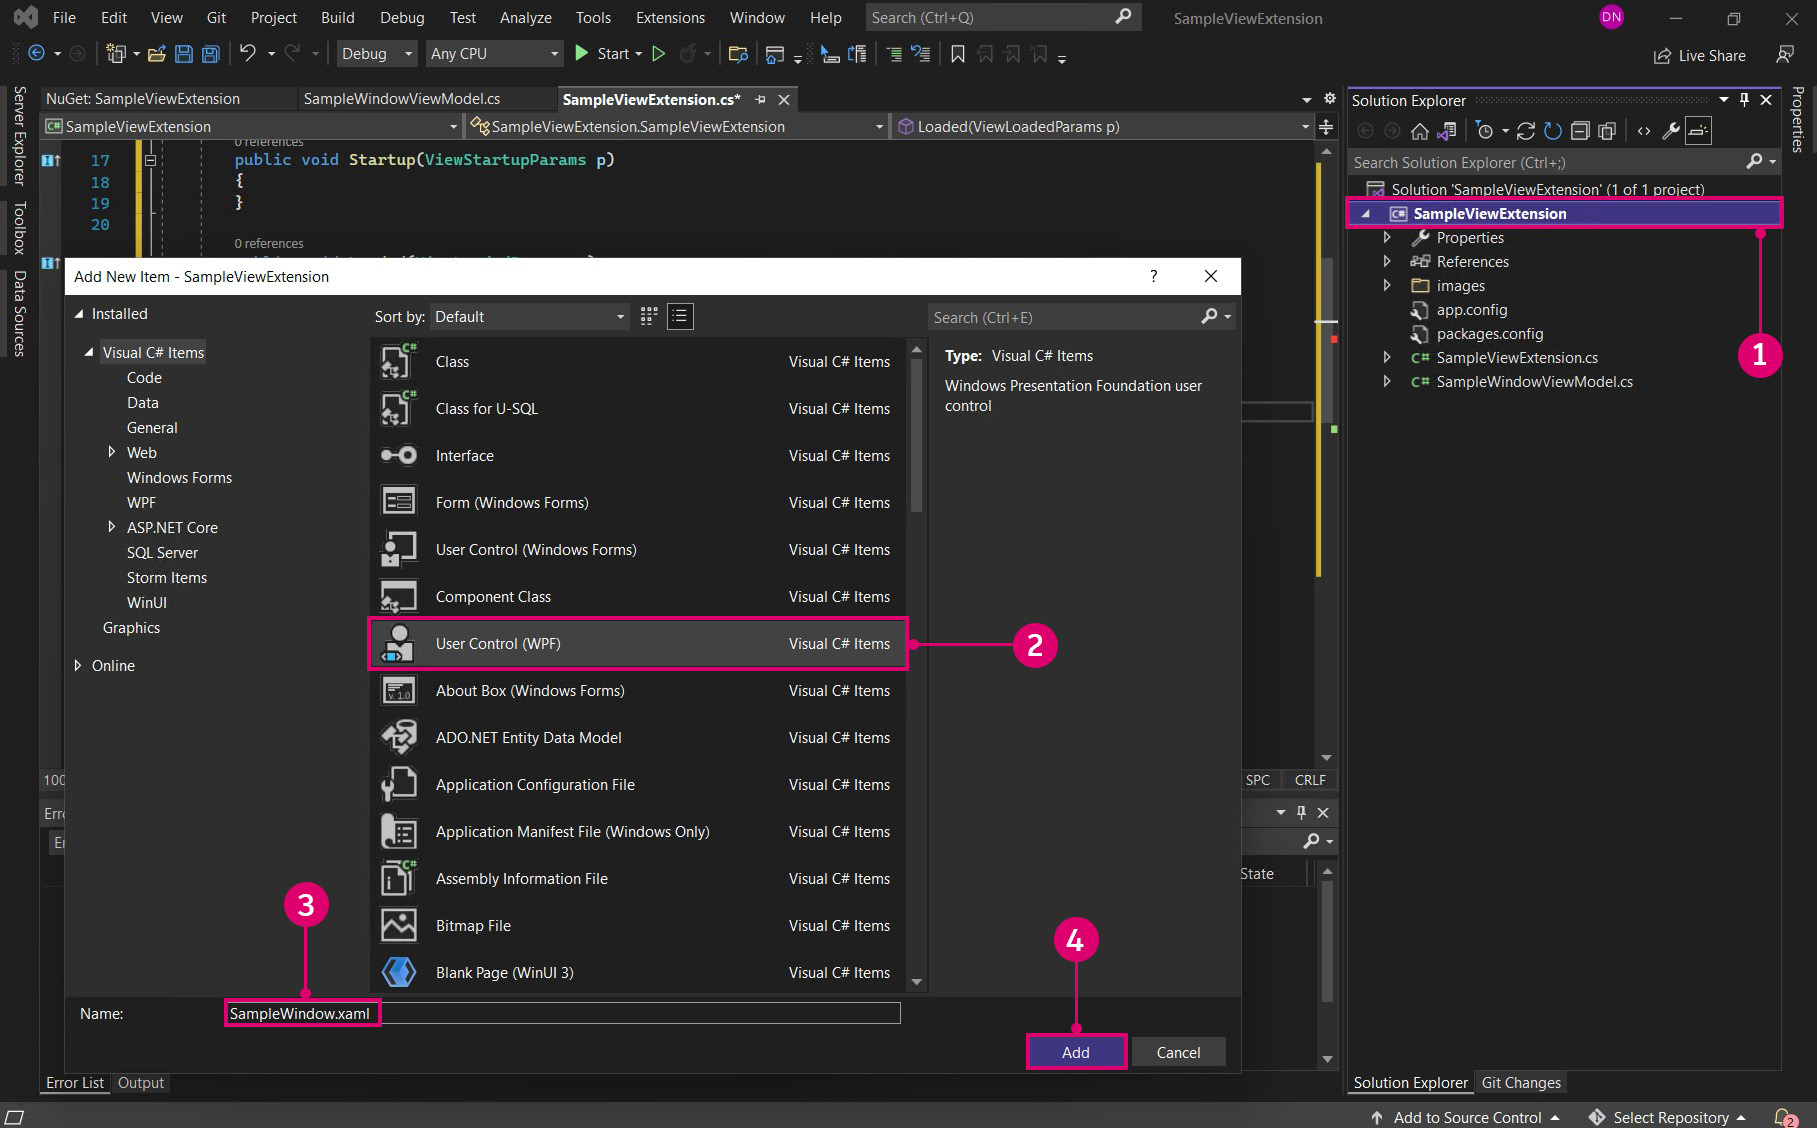 File Edit View Git Project Build Debug Test Analyze Tools Extensions Window Help Search (Ctrl+Q) SampleViewExtension DN
Debug Any CPU Start Live Share
Server Explorer
Toolbox
Data Sources
NuGet: SampleViewExtension SampleWindowViewModel.cs SampleViewExtension.cs*
SampleViewExtension SampleViewExtension.SampleViewExtension Loaded(ViewLoadedParams p)
0 references
17 public void Startup(ViewStartupParams p)
18 {
19 }
20
0 references
Add New Item - SampleViewExtension ?
Installed
Visual C# Items
Code
Data
General
Web
Windows Forms
WPF
ASP.NET Core
SQL Server
Storm Items
WinUI
Graphics
Online
Sort by: Default
Search (Ctrl+E)
Class Visual C# Items
Class for U-SQL Visual C# Items
Interface Visual C# Items
Form (Windows Forms) Visual C# Items
User Control (Windows Forms) Visual C# Items
Component Class Visual C# Items
User Control (WPF) Visual C# Items
2
About Box (Windows Forms) Visual C# Items
ADO.NET Entity Data Model Visual C# Items
Application Configuration File Visual C# Items
Application Manifest File (Windows Only) Visual C# Items
Assembly Information File Visual C# Items
Bitmap File Visual C# Items
Blank Page (WinUI 3) Visual C# Items
Type: Visual C# Items
Windows Presentation Foundation user
control
3
4
Name: SampleWindow.xaml
Add Cancel
100
SPC CRLF
Erro
Er
State
Error List Output
Solution Explorer
Properties
Search Solution Explorer (Ctrl+;)
Solution 'SampleViewExtension' (1 of 1 project)
C# SampleViewExtension
Properties
References
images
app.config
packages.config
C# SampleViewExtension.cs
C# SampleWindowViewModel.cs
1
Solution Explorer Git Changes
Add to Source Control Select Repository 2